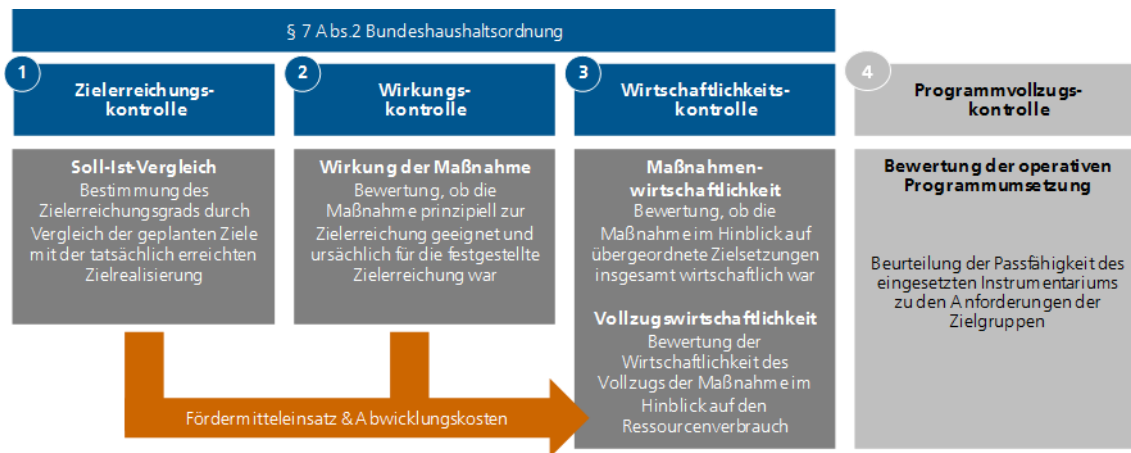 § 7 Abs.2 Bundeshaushaltsordnung
1
Zielerreichungs-
kontrolle
2
Wirkungs-
kontrolle
3
Wirtschaftlichkeits-
kontrolle
4
Programmvollzugs-
kontrolle
Soll-Ist-Vergleich
Bestimmung des
Zielerreichungsgrads durch
Vergleich der geplanten Ziele
mit der tatsächlich erreichten
Zielrealisierung
Wirkung der Maßnahme
Bewertung, ob die
Maßnahme prinzipiell zur
Zielerreichung geeignet und
ursächlich für die festgestellte
Zielerreichung war
Maßnahmen-
wirtschaftlichkeit
Bewertung, ob die
Maßnahme im Hinblick auf
übergeordnete Zielsetzungen
insgesamt wirtschaftlich war
Vollzugswirtschaftlichkeit
Bewertung der
Wirtschaftlichkeit des
Vollzugs der Maßnahme im
Hinblick auf den
Ressourcenverbrauch
Bewertung der operativen
Programmumsetzung
Beurteilung der Passfähigkeit des
eingesetzten Instrumentariums
zu den Anforderungen der
Zielgruppen
Fördermitteleinsatz & Abwicklungskosten